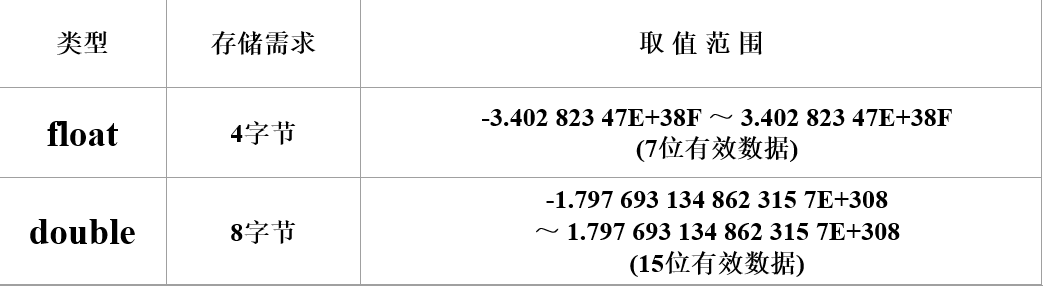 类型 存储需求 取 值 范 围
float 4字节 -3.402 823 47E+38F ～ 3.402 823 47E+38F
(7位有效数据)
double 8字节 -1.797 693 134 862 315 7E+308
～ 1.797 693 134 862 315 7E+308
(15位有效数据)